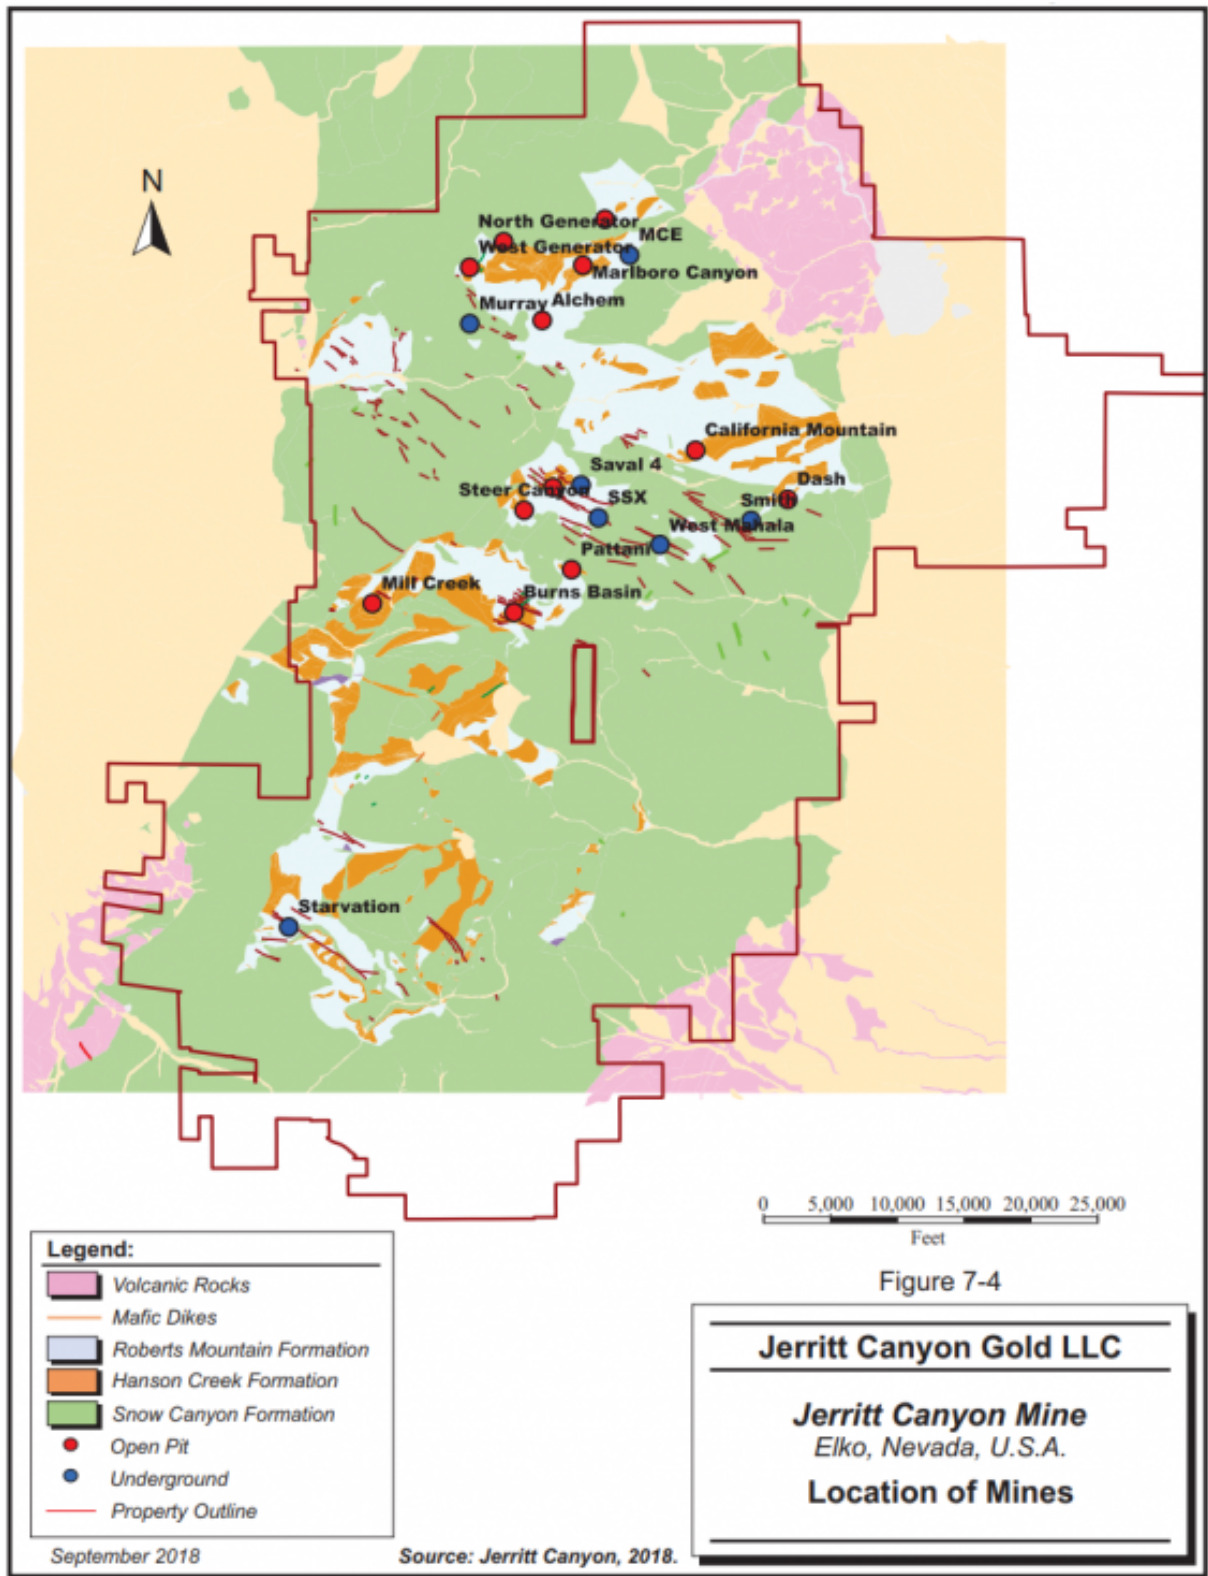 N
North Generator
MCE
West Generator
Marlboro Canyon
Murray
Alchem
California Mountain
Saval 4
Dash
Steer Canyon
SSX
Smith
West Mahala
Pattani
Mill Creek
Burns Basin
Starvation
0 5,000 10,000 15,000 20,000 25,000
Feet
Figure 7-4
Legend:
Volcanic Rocks
Mafic Dikes
Roberts Mountain Formation
Hanson Creek Formation
Snow Canyon Formation
Open Pit
Underground
Property Outline
Jerritt Canyon Gold LLC
Jerritt Canyon Mine
Elko, Nevada, U.S.A.
Location of Mines
September 2018
Source: Jerritt Canyon, 2018.